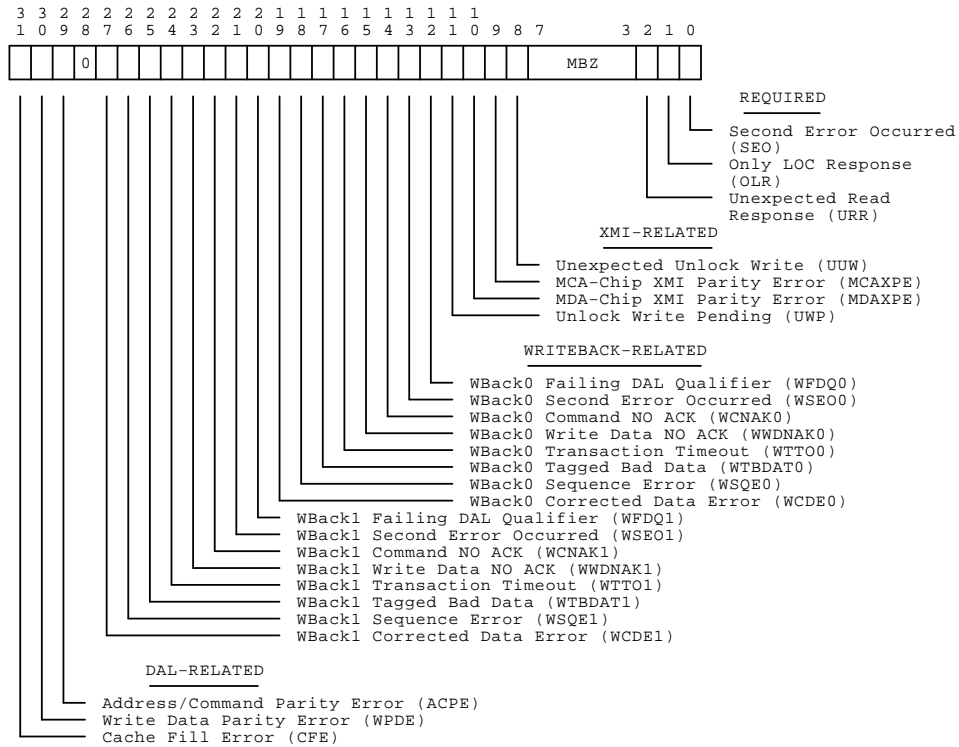 3 3 2 2 2 2 2 2 2 2 2 2 1 1 1 1 1 1 1 1 1 1
1 0 9 8 7 6 5 4 3 2 1 0 9 8 7 6 5 4 3 2 1 0 9 8 7 3 2 1 0
0 MBZ
REQUIRED
Second Error Occurred
(SEO)
Only LOC Response
(OLR)
Unexpected Read
Response (URR)
XMI-RELATED
Unexpected Unlock Write (UUW)
MCA-Chip XMI Parity Error (MCAXPE)
MDA-Chip XMI Parity Error (MDAXPE)
Unlock Write Pending (UWP)
WRITEBACK-RELATED
WBack0 Failing DAL Qualifier (WFDQ0)
WBack0 Second Error Occurred (WSEO0)
WBack0 Command NO ACK (WCNAK0)
WBack0 Write Data NO ACK (WWDNAK0)
WBack0 Transaction Timeout (WTTO0)
WBack0 Tagged Bad Data (WTBDAT0)
WBack0 Sequence Error (WSQE0)
WBack0 Corrected Data Error (WCDE0)
WBack1 Failing DAL Qualifier (WFDQ1)
WBack1 Second Error Occurred (WSEO1)
WBack1 Command NO ACK (WCNAK1)
WBack1 Write Data NO ACK (WWDNAK1)
WBack1 Transaction Timeout (WTTO1)
WBack1 Tagged Bad Data (WTBDAT1)
WBack1 Sequence Error (WSQE1)
WBack1 Corrected Data Error (WCDE1)
DAL-RELATED
Address/Command Parity Error (ACPE)
Write Data Parity Error (WPDE)
Cache Fill Error (CFE)